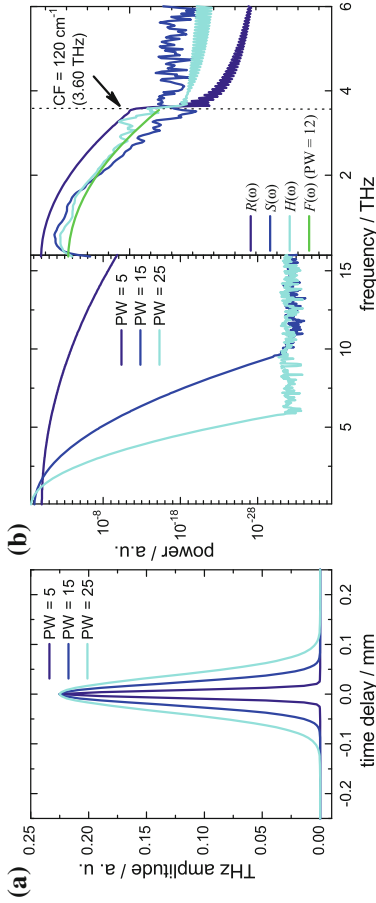 (a)
THz amplitude / a. u.
0.25
0.20
0.15
0.10
0.05
0.00
PW = 5
PW = 15
PW = 25
-0.2
-0.1
0.0
0.1
0.2
time delay / mm
(b)
power / a.u.
10^-8
10^-18
10^-28
PW = 5
PW = 15
PW = 25
5
10
15
CF = 120 cm^-1
(3.60 THz)
R(ω)
S(ω)
H(ω)
F(ω) (PW = 12)
2
4
6
frequency / THz